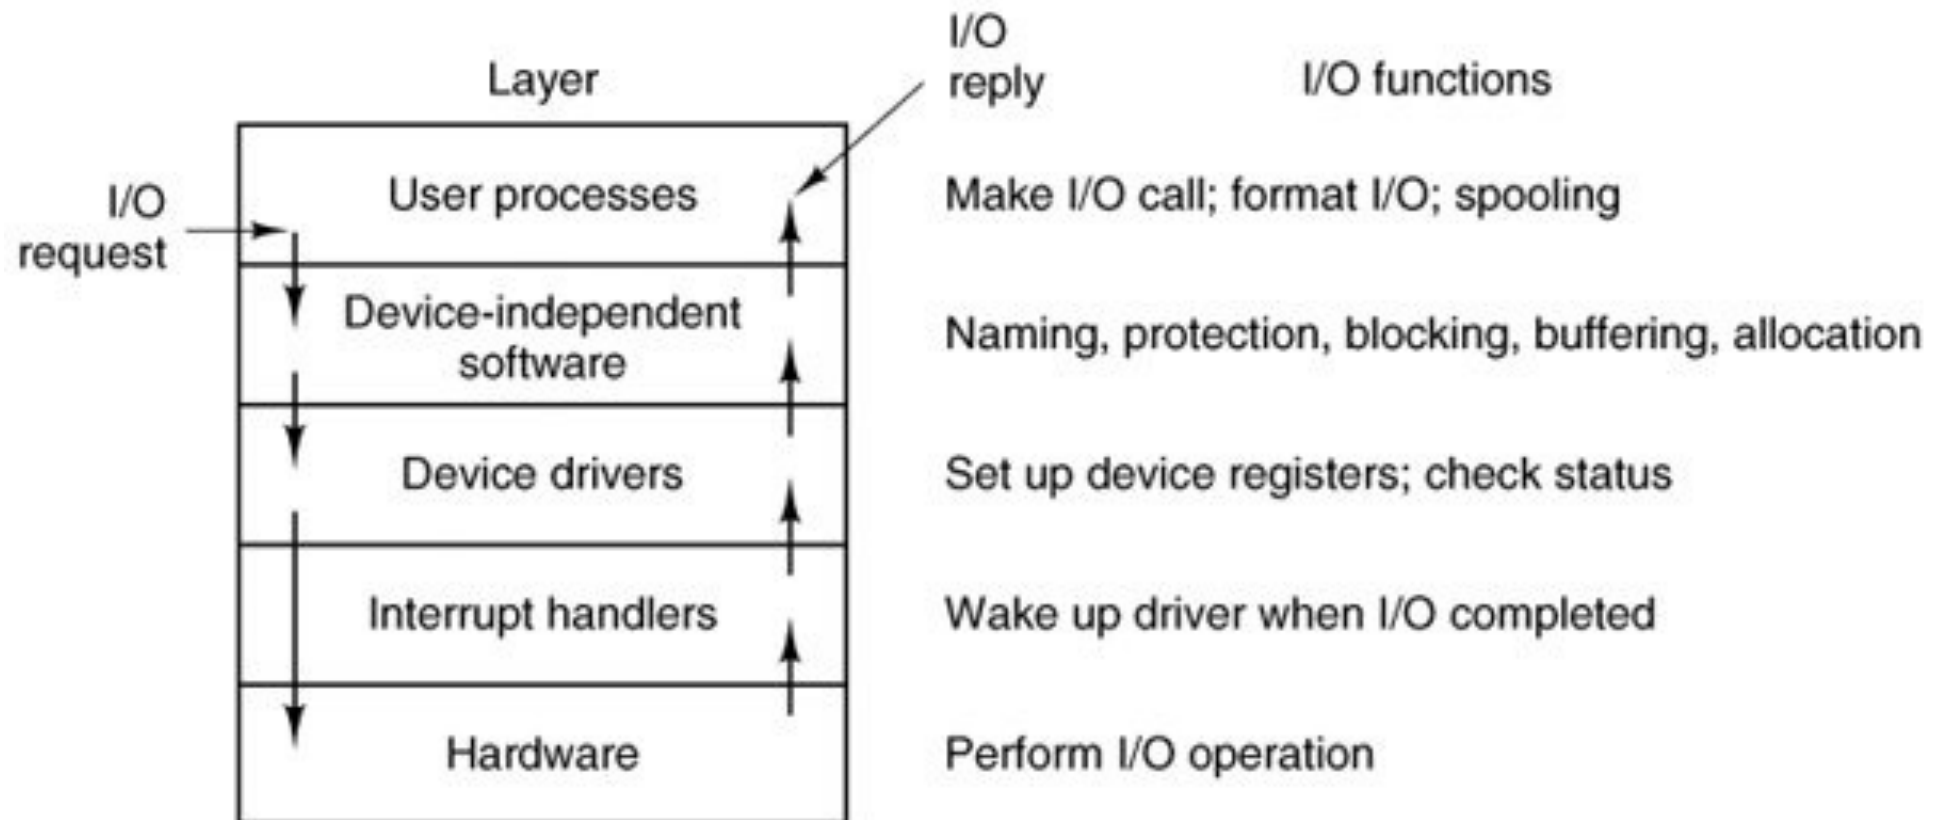 I/O
reply
Layer
I/O functions
User processes
Make I/O call; format I/O; spooling
I/O
request
Device-independent
software
Naming, protection, blocking, buffering, allocation
Device drivers
Set up device registers; check status
Interrupt handlers
Wake up driver when I/O completed
Hardware
Perform I/O operation